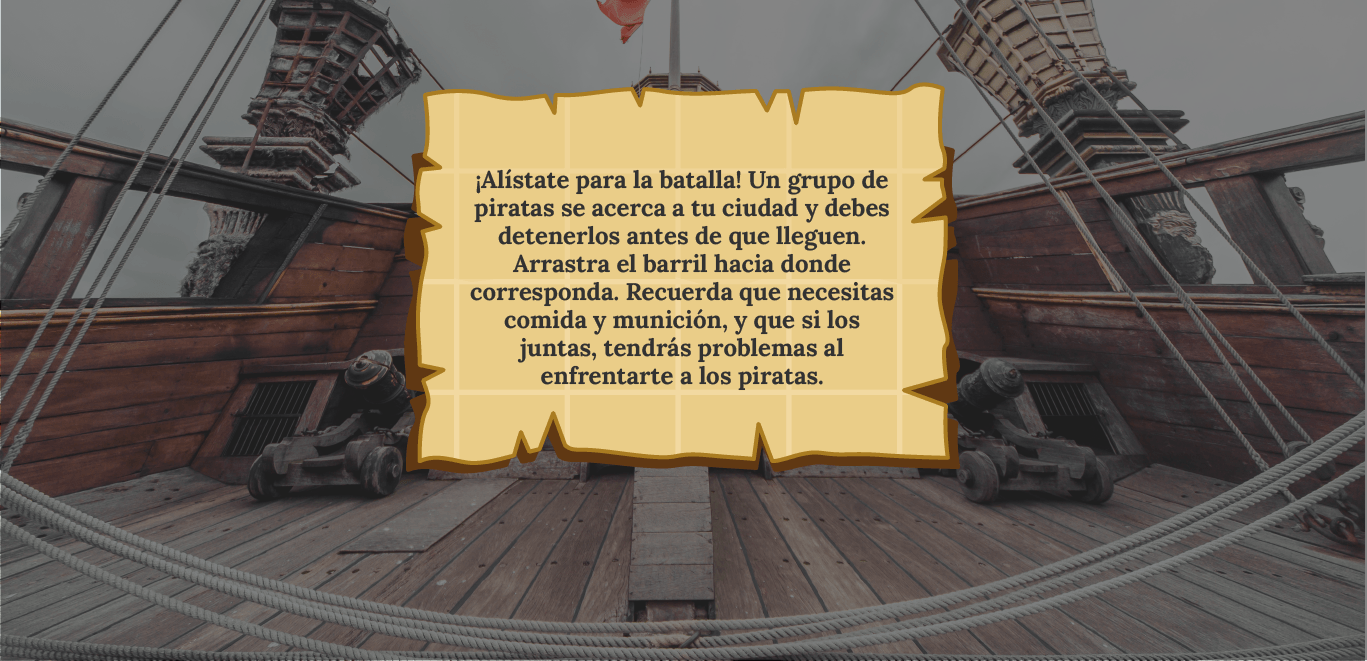 ¡Alístate para la batalla! Un grupo de
piratas se acerca a tu ciudad y debes
detenerlos antes de que lleguen.
Arrastra el barril hacia donde
corresponda. Recuerda que necesitas
comida y munición, y que si los
juntas, tendrás problemas al
enfrentarte a los piratas.